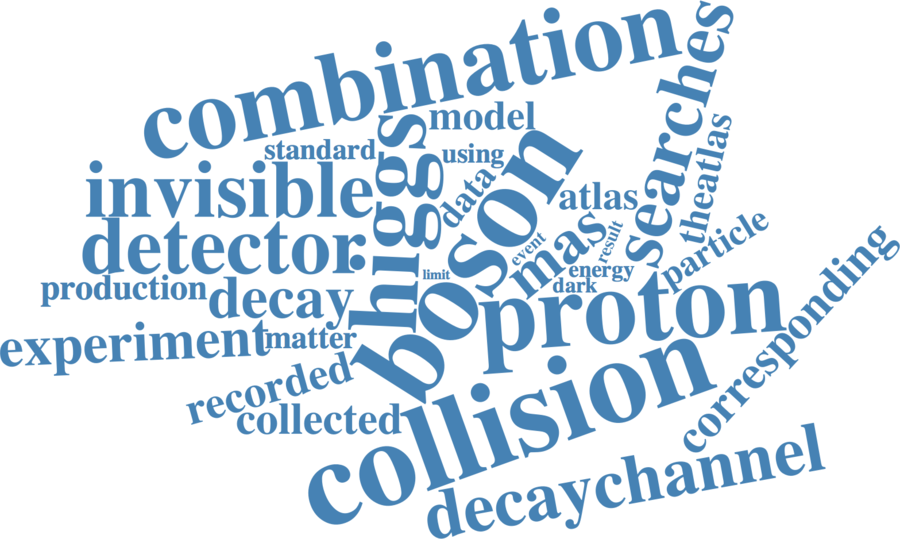 combination
searches
higgs
model
standard
using
boson
theatlas
invisible
data
atlas
mas
detector
event
result
particle
limit
energy
dark
production
decay
proton
corresponding
experiment
matter
recorded
collision
collected
decaychannel